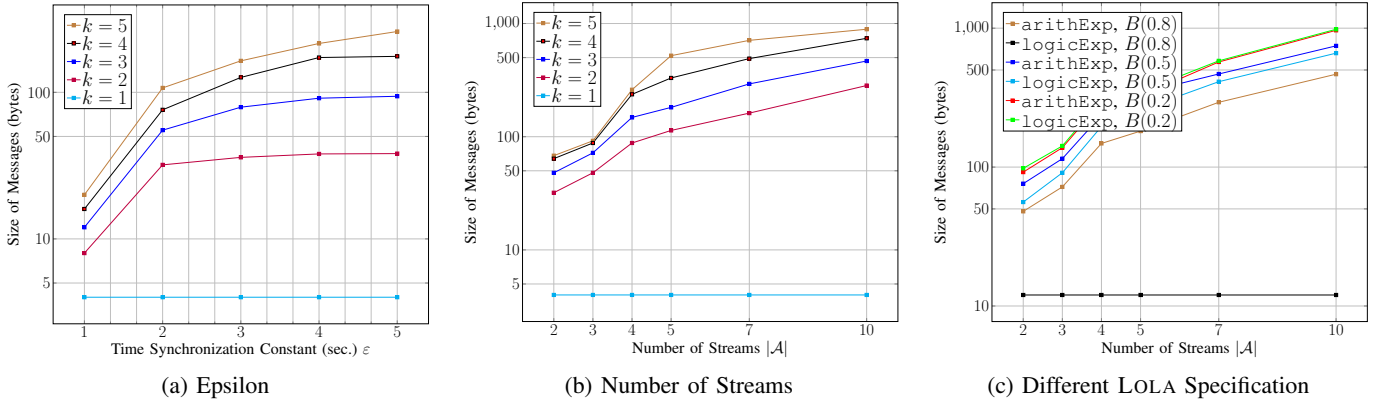 k = 5
k = 4
k = 3
k = 2
k = 1
100
50
10
5
1
2
3
4
5
Size of Messages (bytes)
Time Synchronization Constant (sec.) ε
(a) Epsilon
k = 5
k = 4
k = 3
k = 2
k = 1
1,000
500
100
50
10
5
2
3
4
5
7
10
Size of Messages (bytes)
Number of Streams |𝒜|
(b) Number of Streams
arithExp, B(0.8)
logicExp, B(0.8)
arithExp, B(0.5)
logicExp, B(0.5)
arithExp, B(0.2)
logicExp, B(0.2)
1,000
500
100
50
10
2
3
4
5
7
10
Size of Messages (bytes)
Number of Streams |𝒜|
(c) Different LOLA Specification